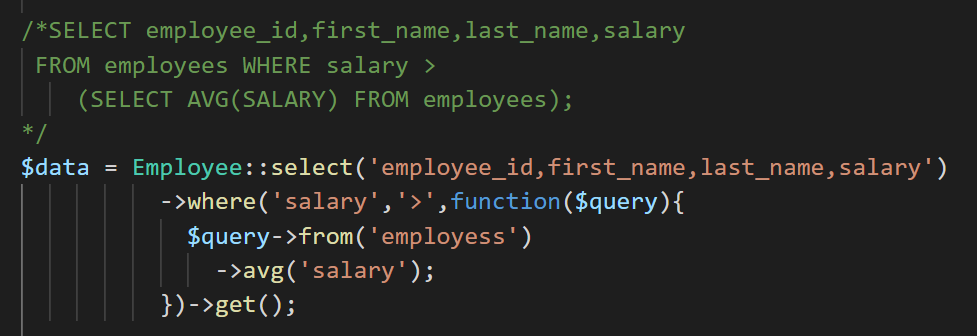 /*SELECT employee_id,first_name,last_name,salary
FROM employees WHERE salary >
(SELECT AVG(SALARY) FROM employees);
*/
$data = Employee::select('employee_id,first_name,last_name,salary')
->where('salary','>',function($query){
$query->from('employess')
->avg('salary');
})->get();